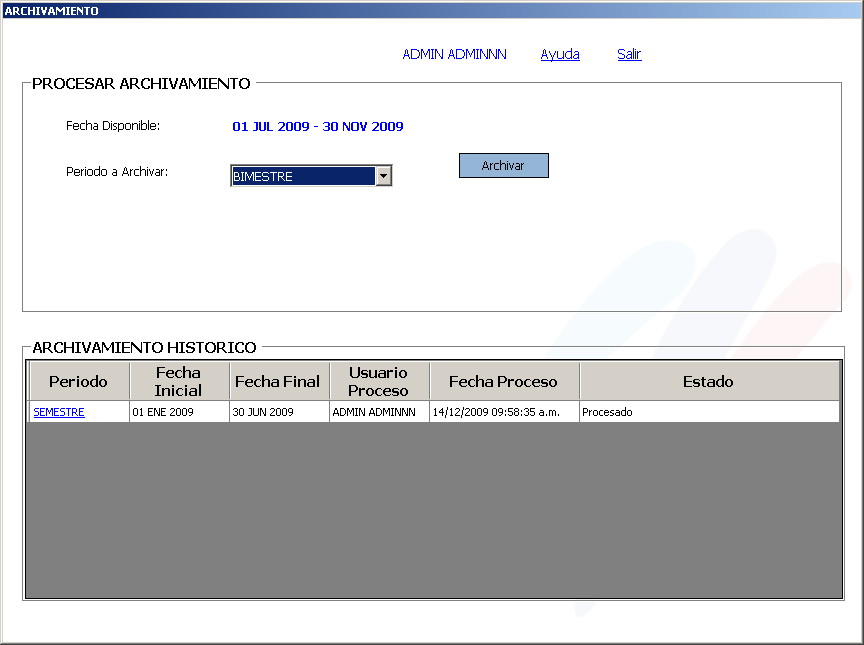 ARCHIVAMIENTO
ADMIN ADMINNN Ayuda Salir
PROCESAR ARCHIVAMIENTO
Fecha Disponible: 01 JUL 2009 - 30 NOV 2009
Periodo a Archivar: BIMESTRE Archivar
ARCHIVAMIENTO HISTORICO
Periodo Fecha Inicial Fecha Final Usuario Proceso Fecha Proceso Estado
SEMESTRE 01 ENE 2009 30 JUN 2009 ADMIN ADMINNN 14/12/2009 09:58:35 a.m. Procesado